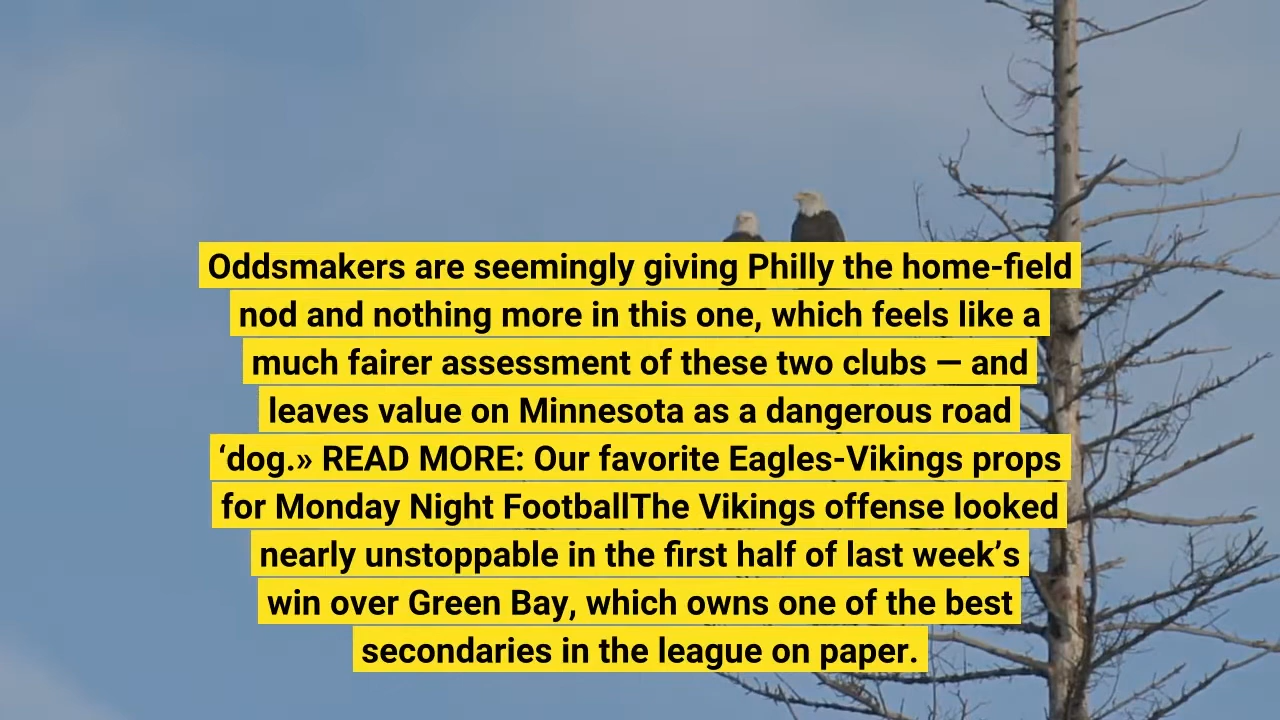 Oddsmakers are seemingly giving Philly the home-field
nod and nothing more in this one, which feels like a
much fairer assessment of these two clubs — and
leaves value on Minnesota as a dangerous road
‘dog.» READ MORE: Our favorite Eagles-Vikings props
for Monday Night FootballThe Vikings offense looked
nearly unstoppable in the first half of last week’s
win over Green Bay, which owns one of the best
secondaries in the league on paper.